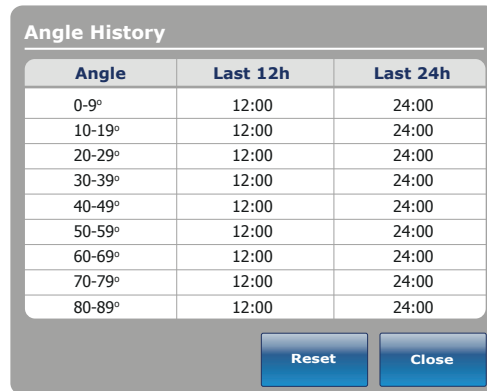 Angle History
Angle Last 12h Last 24h
0-9° 12:00 24:00
10-19° 12:00 24:00
20-29° 12:00 24:00
30-39° 12:00 24:00
40-49° 12:00 24:00
50-59° 12:00 24:00
60-69° 12:00 24:00
70-79° 12:00 24:00
80-89° 12:00 24:00
Reset Close